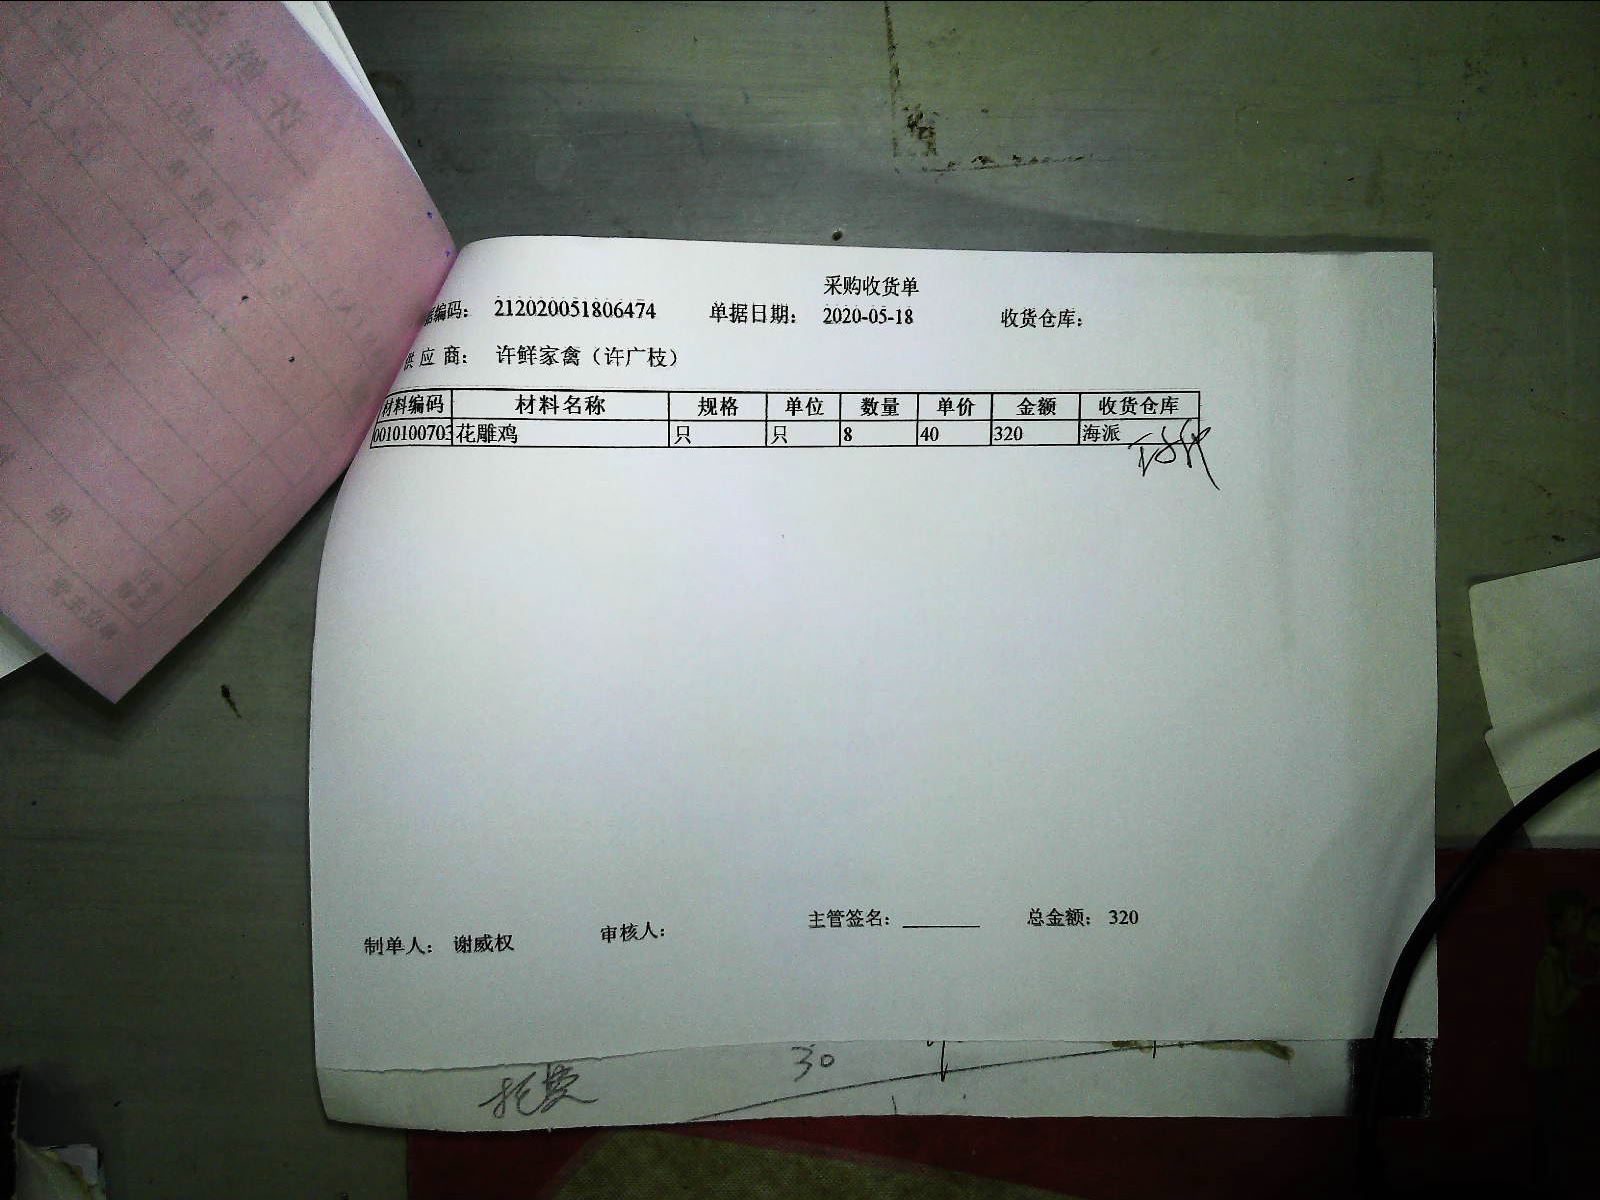 采购收货单
据编码： 212020051806474 单据日期： 2020-05-18 收货仓库：
供应商： 许鲜家禽（许广枝）
材料编码 材料名称 规格 单位 数量 单价 金额 收货仓库
0010100703 花雕鸡 只 只 8 40 320 海派
主管签名： 总金额： 320
制单人： 谢威权 审核人：
30